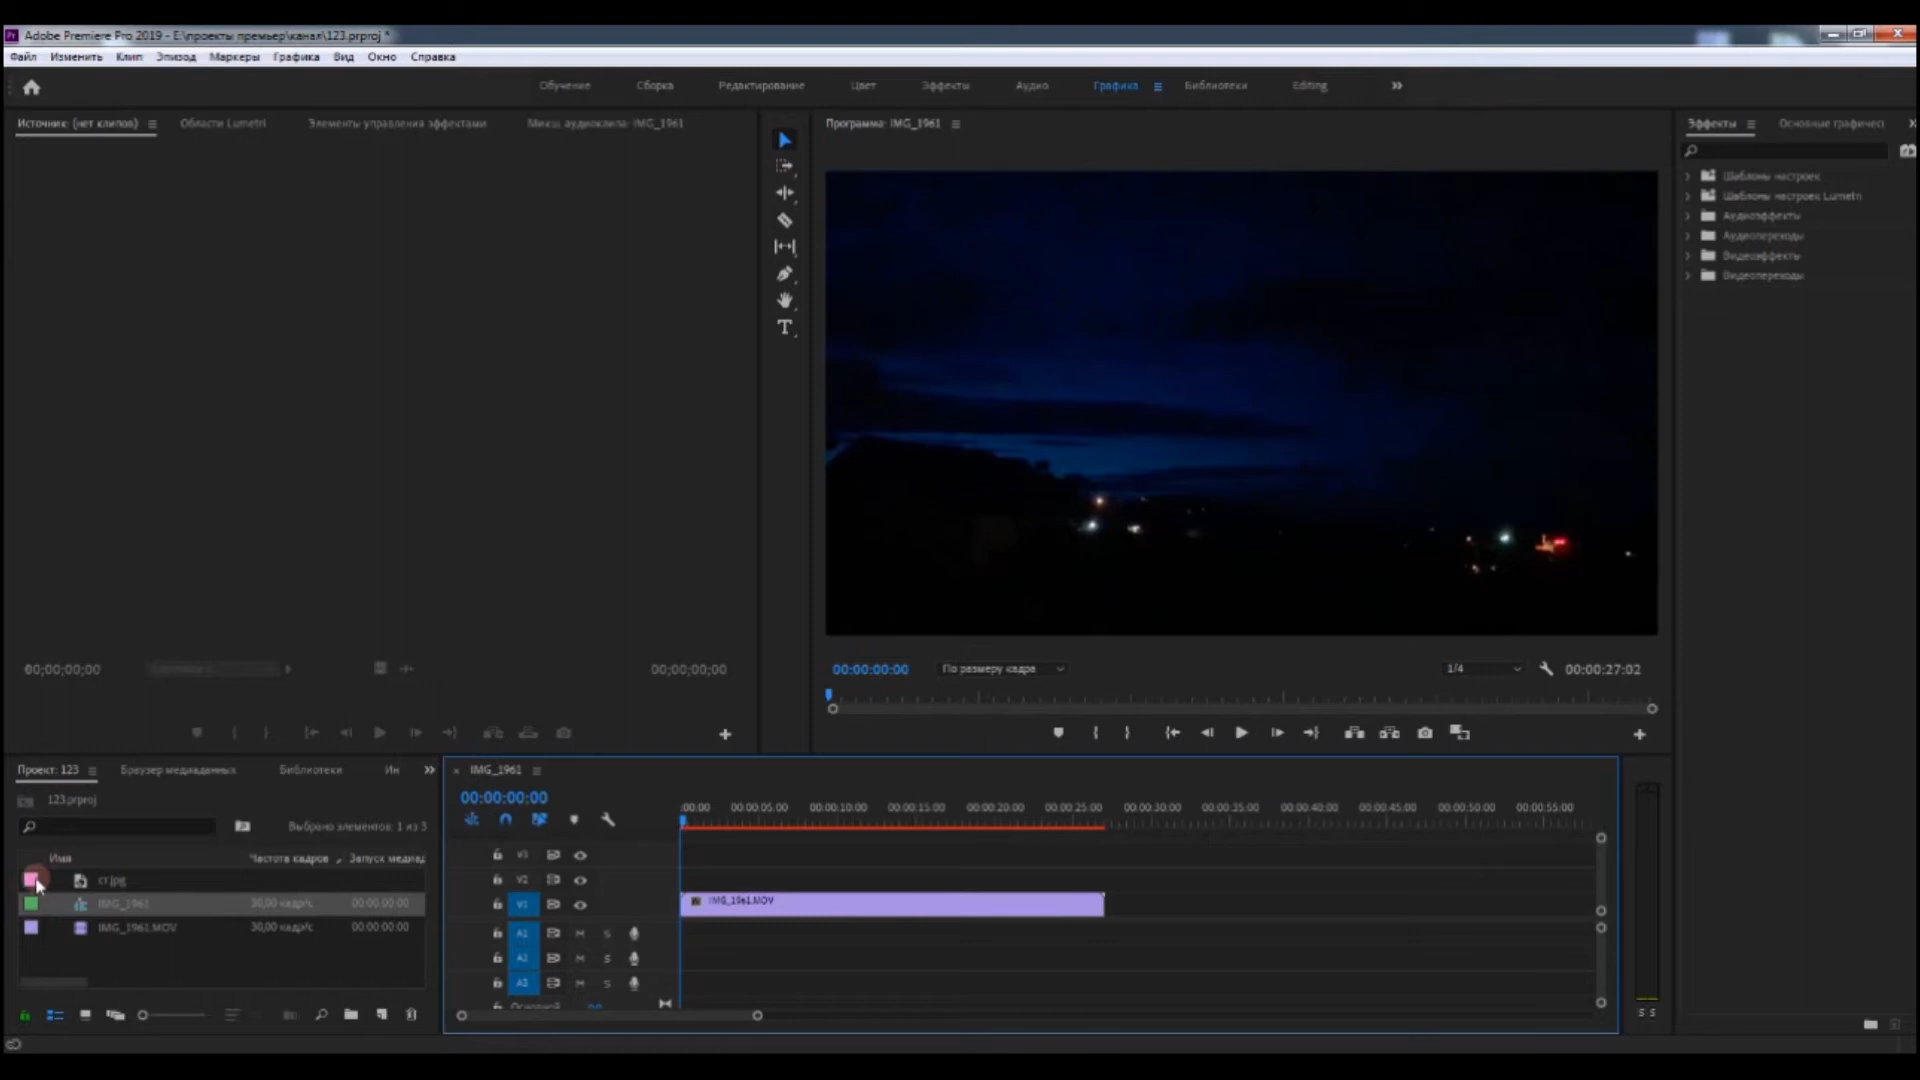 Adobe Premiere Pro 2019 - E:\проекты премьер\канал\123.prproj *
Файл Изменить Клип Эпизод Маркеры Графика Вид Окно Справка
Обучение Сборка Редактирование Цвет Эффекты Аудио Графика Библиотеки Editing
Источник: (нет клипов) Области Lumetri Элементы управления эффектами Микш. аудиоклипа: IMG_1961
Программа: IMG_1961
Эффекты Основные графичесі
Шаблоны настроек
Шаблоны настроек Lumetri
Аудиоэффекты
Аудиопереходы
Видеоэффекты
Видеопереходы
T
00;00;00;00 00;00;00;00
00:00:00:00 По размеру кадра 1/4 00:00:27:02
Проект: 123 Браузер медиаданных Библиотеки Ин
123.prproj
Выбрано элементов: 1 из 3
Имя Частота кадров Запуск медиад
ст.jpg
IMG_1961 30,00 кадр/с 00:00:00:00
IMG_1961.MOV 30,00 кадр/с 00:00:00:00
IMG_1961
00:00:00:00
:00:00 00:00:05:00 00:00:10:00 00:00:15:00 00:00:20:00 00:00:25:00 00:00:30:00 00:00:35:00 00:00:40:00 00:00:45:00 00:00:50:00 00:00:55:00
V3
V2
V1 IMG_1961.MOV
A1 M S
A2 M S
A3 M S
Основной 0,0
S S